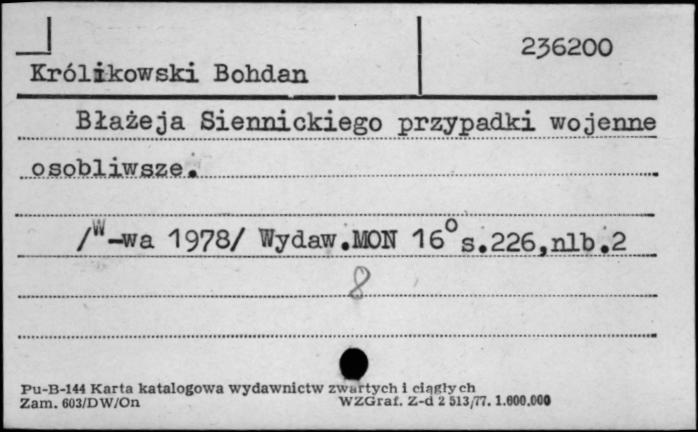 236200
Królikowski Bohdan
Błażeja Siennickiego przypadki wojenne
osobliwsze.
/W-wa 1978/ Wydaw.MON 16° s.226,nlb.2
8
Pu-B-144 Karta katalogowa wydawnictw zwartych i ciągłych
Zam. 603/DW/On WZGraf. Z-d 2 513/77. 1.000.000